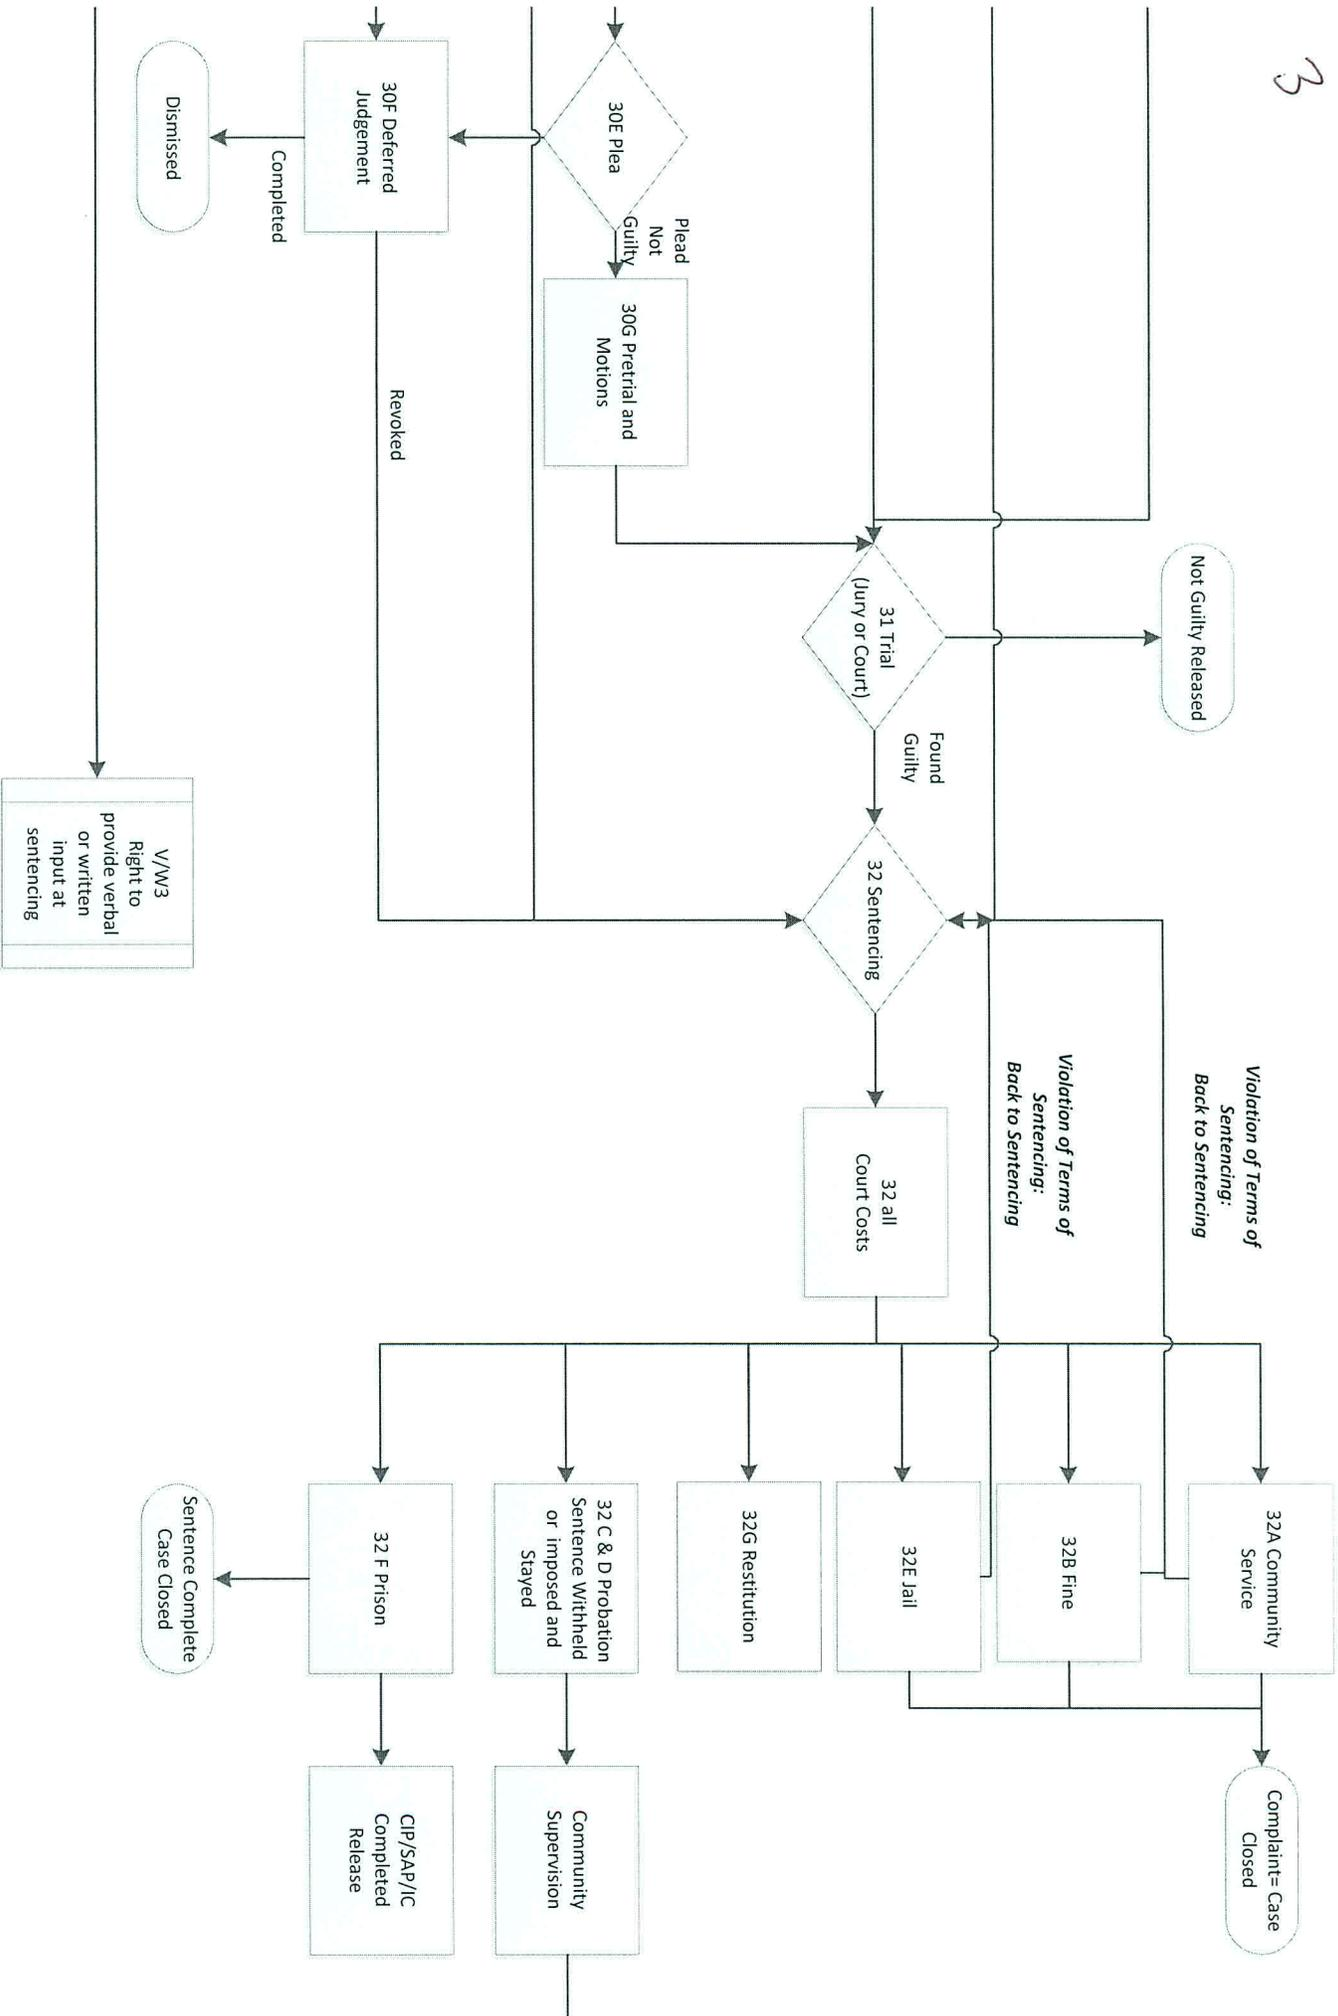 3
Violation of Terms of
Sentencing:
Back to Sentencing
32A Community
Service
Complaint= Case
Closed
Not Guilty Released
Violation of Terms of
Sentencing:
Back to Sentencing
32B Fine
Found
Guilty
31 Trial
(Jury or Court)
32 Sentencing
32 all
Court Costs
32E Jail
32G Restitution
Plead
Not
Guilty
30E Plea
30G Pretrial and
Motions
32 C & D Probation
Sentence Withheld
or imposed and
Stayed
Community
Supervision
30F Deferred
Judgement
Revoked
32 F Prison
CIP/SAP/IC
Completed
Release
Completed
Dismissed
Sentence Complete
Case Closed
V/W3
Right to
provide verbal
or written
input at
sentencing